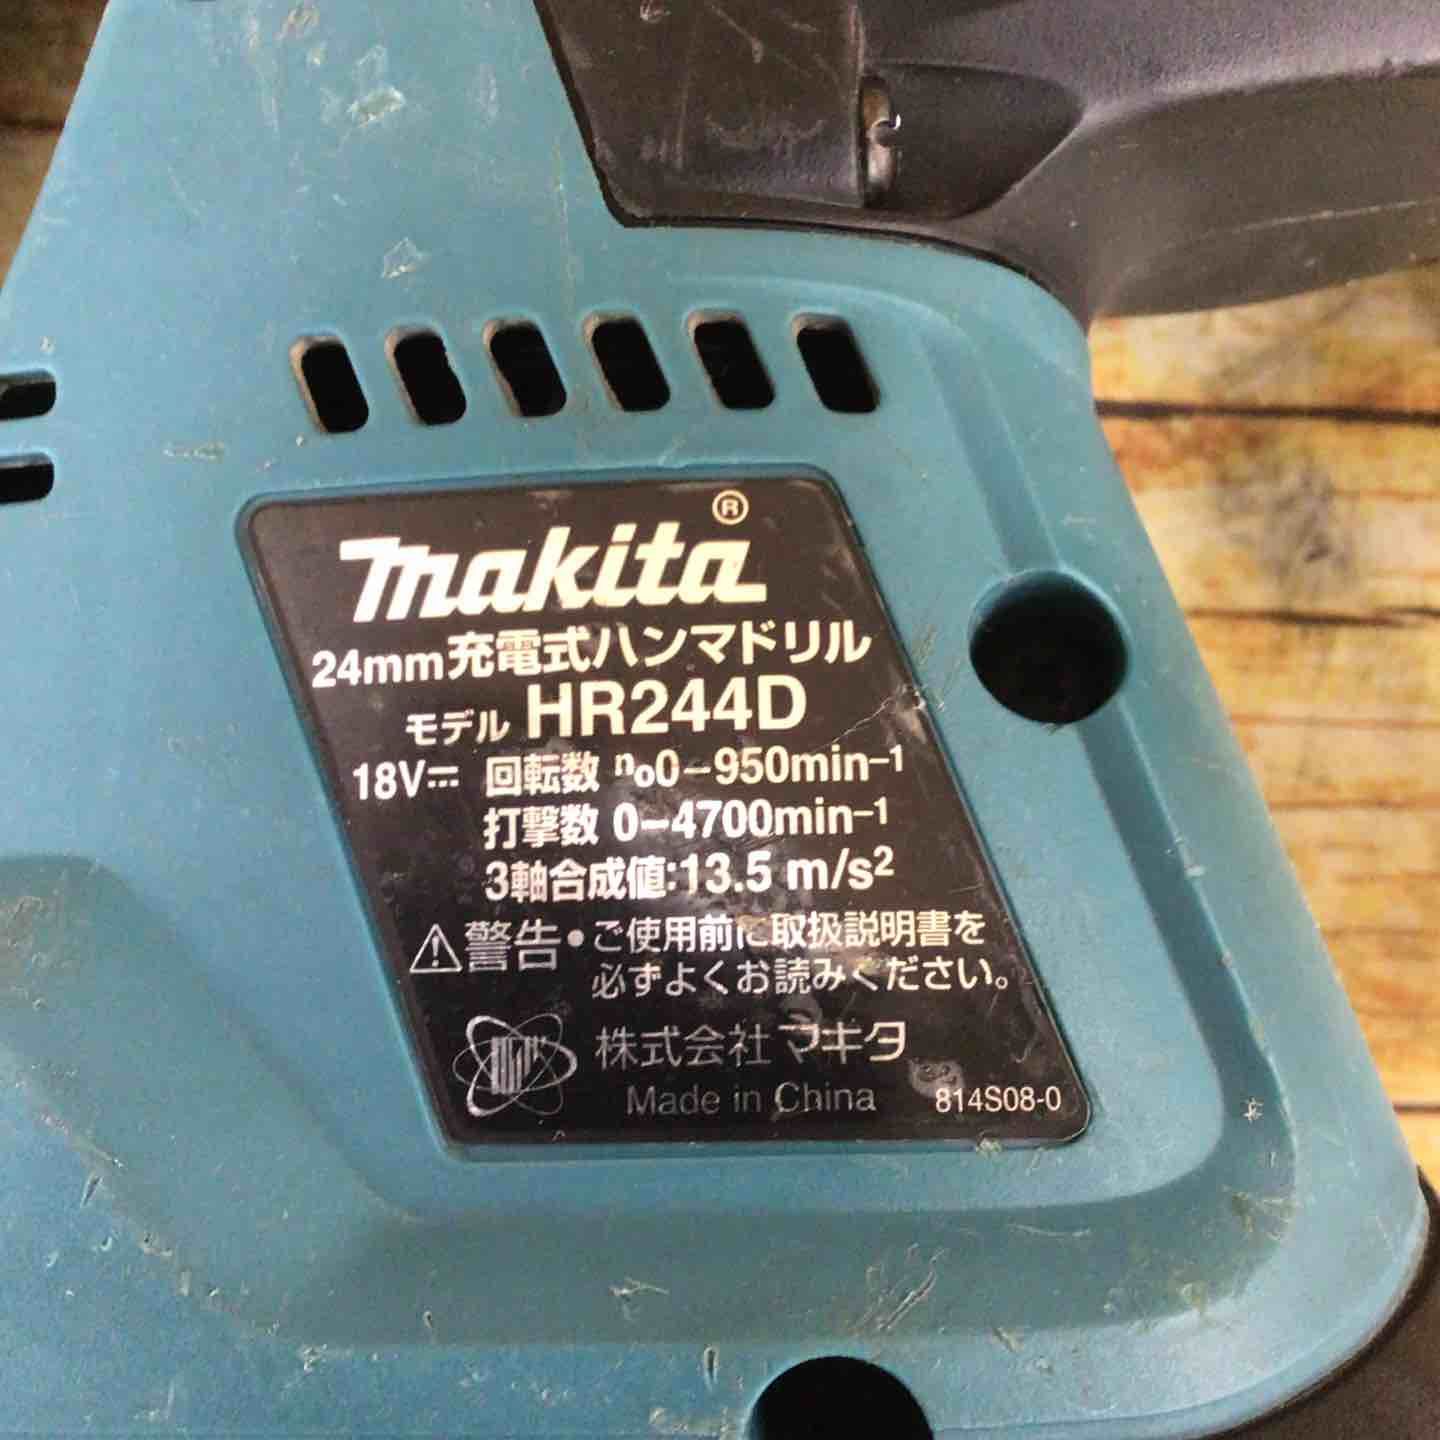 makita®
24mm充電式ハンマドリル
モデル HR244D
18V⎓ 回転数 n₀0-950min-1
打撃数 0-4700min-1
3軸合成値:13.5 m/s2
⚠警告・ご使用前に取扱説明書を
必ずよくお読みください。
株式会社マキタ
Made in China 814S08-0